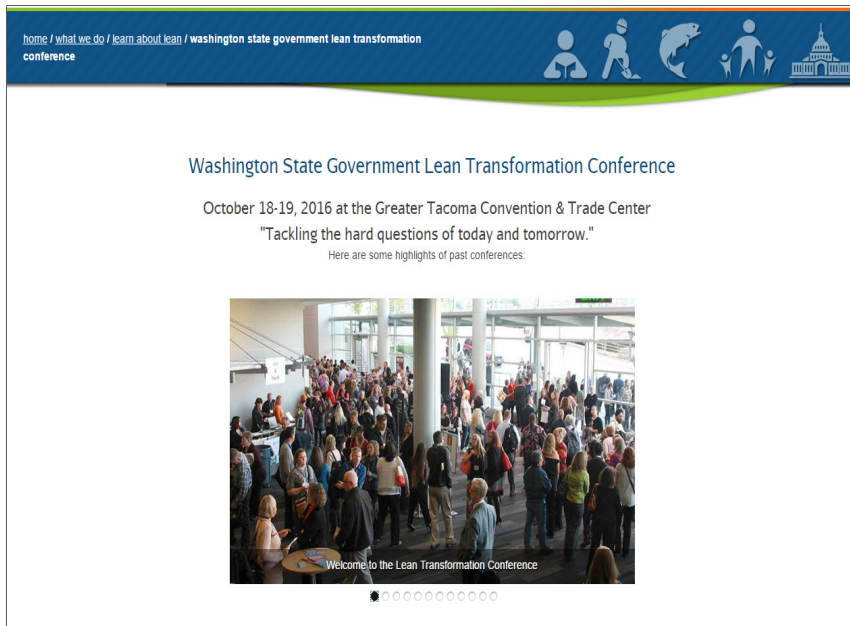 home / what we do / learn about lean / washington state government lean transformation
conference
Washington State Government Lean Transformation Conference
October 18-19, 2016 at the Greater Tacoma Convention & Trade Center
"Tackling the hard questions of today and tomorrow."
Here are some highlights of past conferences:
Welcome to the Lean Transformation Conference